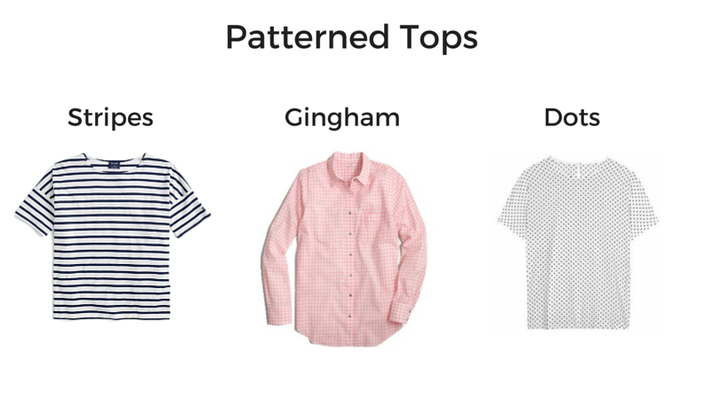 Patterned Tops
Stripes
Gingham
Dots